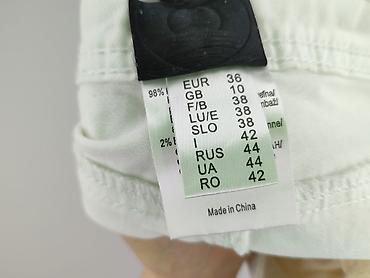 EUR 36
GB 10
F/B 38
LU/E 38
SLO 38
I 42
RUS 44
UA 44
RO 42
Made in China
98%
2%